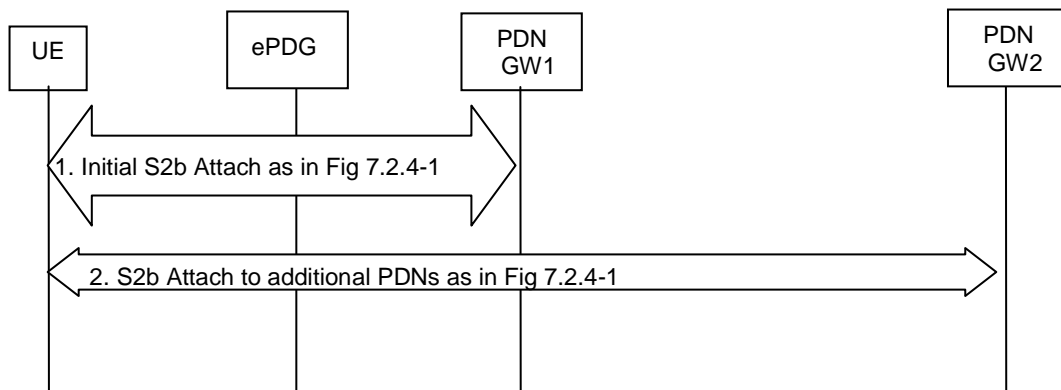 UE
ePDG
PDN
GW1
PDN
GW2
1. Initial S2b Attach as in Fig 7.2.4-1
2. S2b Attach to additional PDNs as in Fig 7.2.4-1